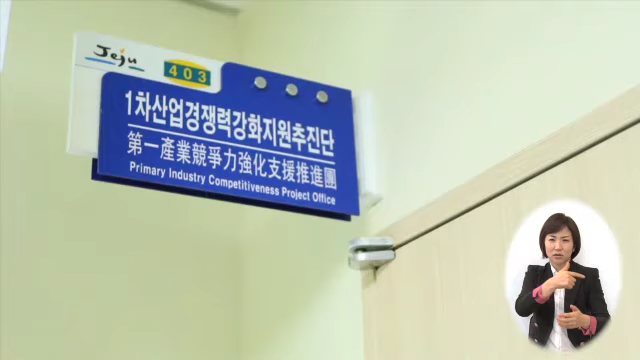 Jeju
403
1차산업경쟁력강화지원추진단
第一產業競爭力強化支援推進團
Primary Industry Competitiveness Project Office